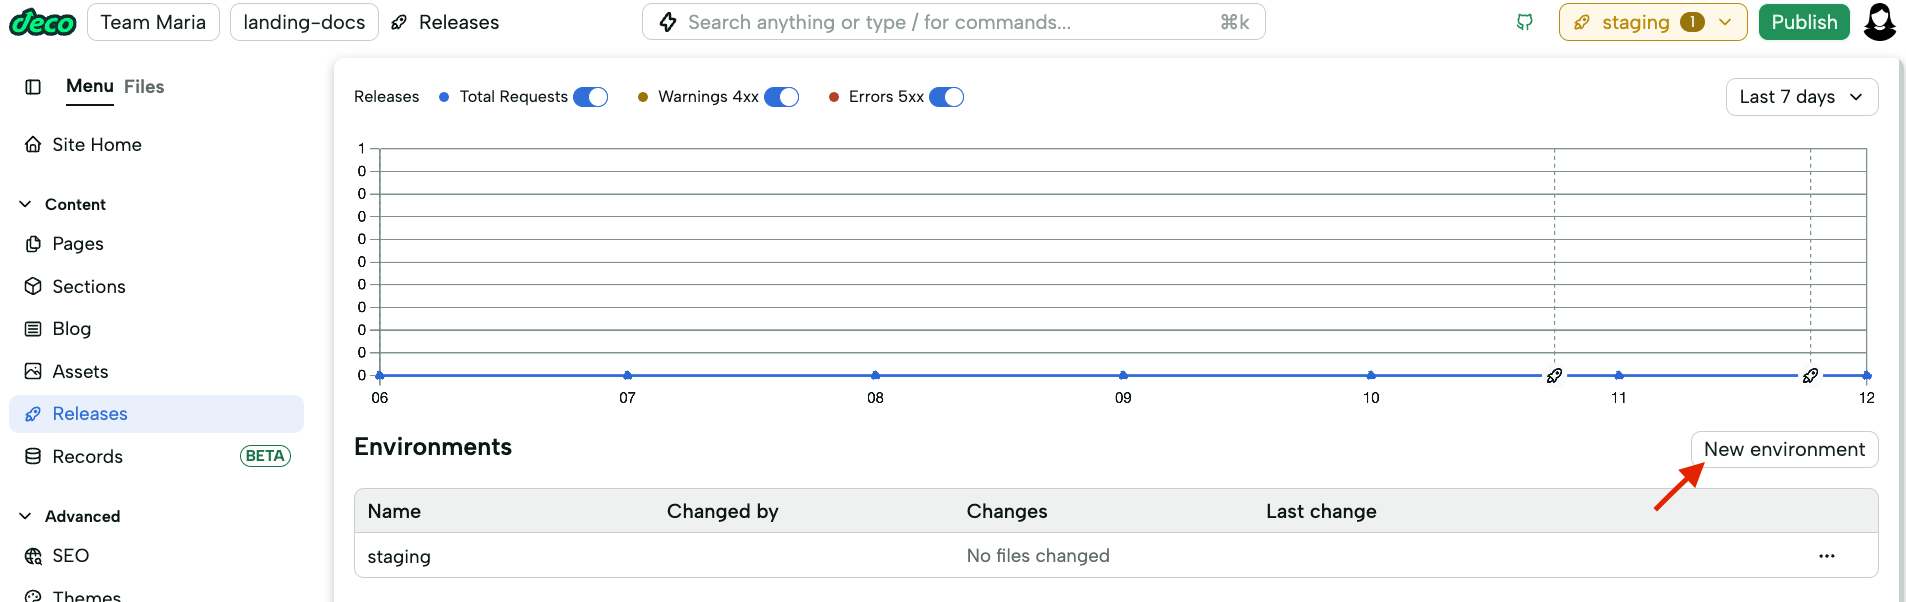 deco Team Maria landing-docs Releases Search anything or type / for commands... ⌘k staging 1 Publish
Menu Files
Site Home
Content
Pages
Sections
Blog
Assets
Releases
Records BETA
Advanced
SEO
Themes
Releases Total Requests Warnings 4xx Errors 5xx Last 7 days
1
0
0
0
0
0
0
0
0
0
0
06 07 08 09 10 11 12
Environments New environment
Name Changed by Changes Last change
staging No files changed ...